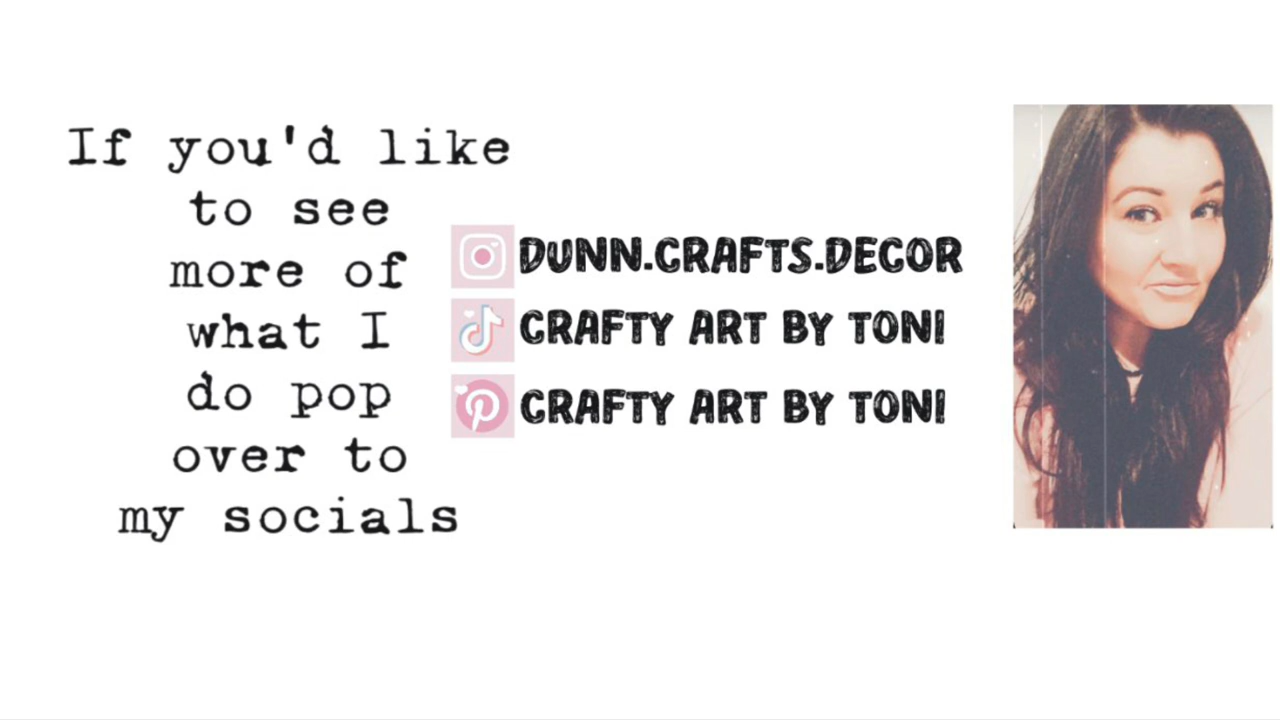 If you'd like
to see
more of
what I
do pop
over to
my socials
DUNN.CRAFTS.DECOR
CRAFTY ART BY TONI
CRAFTY ART BY TONI